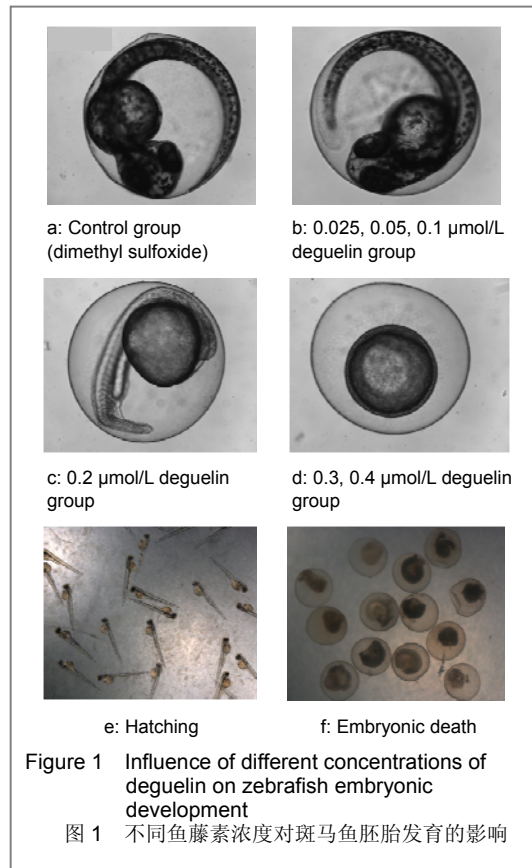 a: Control group
(dimethyl sulfoxide)
b: 0.025, 0.05, 0.1 μmol/L
deguelin group
c: 0.2 μmol/L deguelin
group
d: 0.3, 0.4 μmol/L deguelin
group
e: Hatching
f: Embryonic death
Figure 1 Influence of different concentrations of
deguelin on zebrafish embryonic
development
图 1 不同鱼藤素浓度对斑马鱼胚胎发育的影响